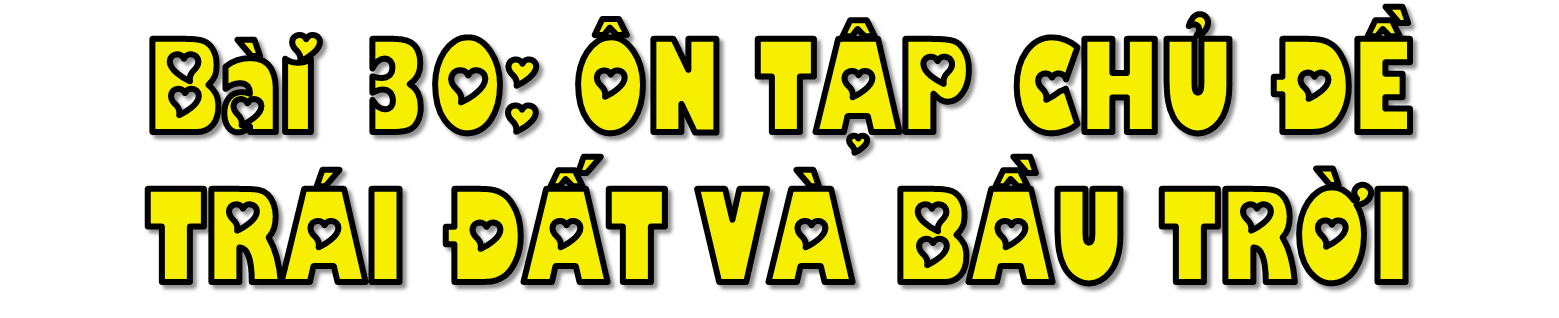 Bài 30: ÔN TẬP CHỦ ĐỀ
TRÁI ĐẤT VÀ BẦU TRỜI